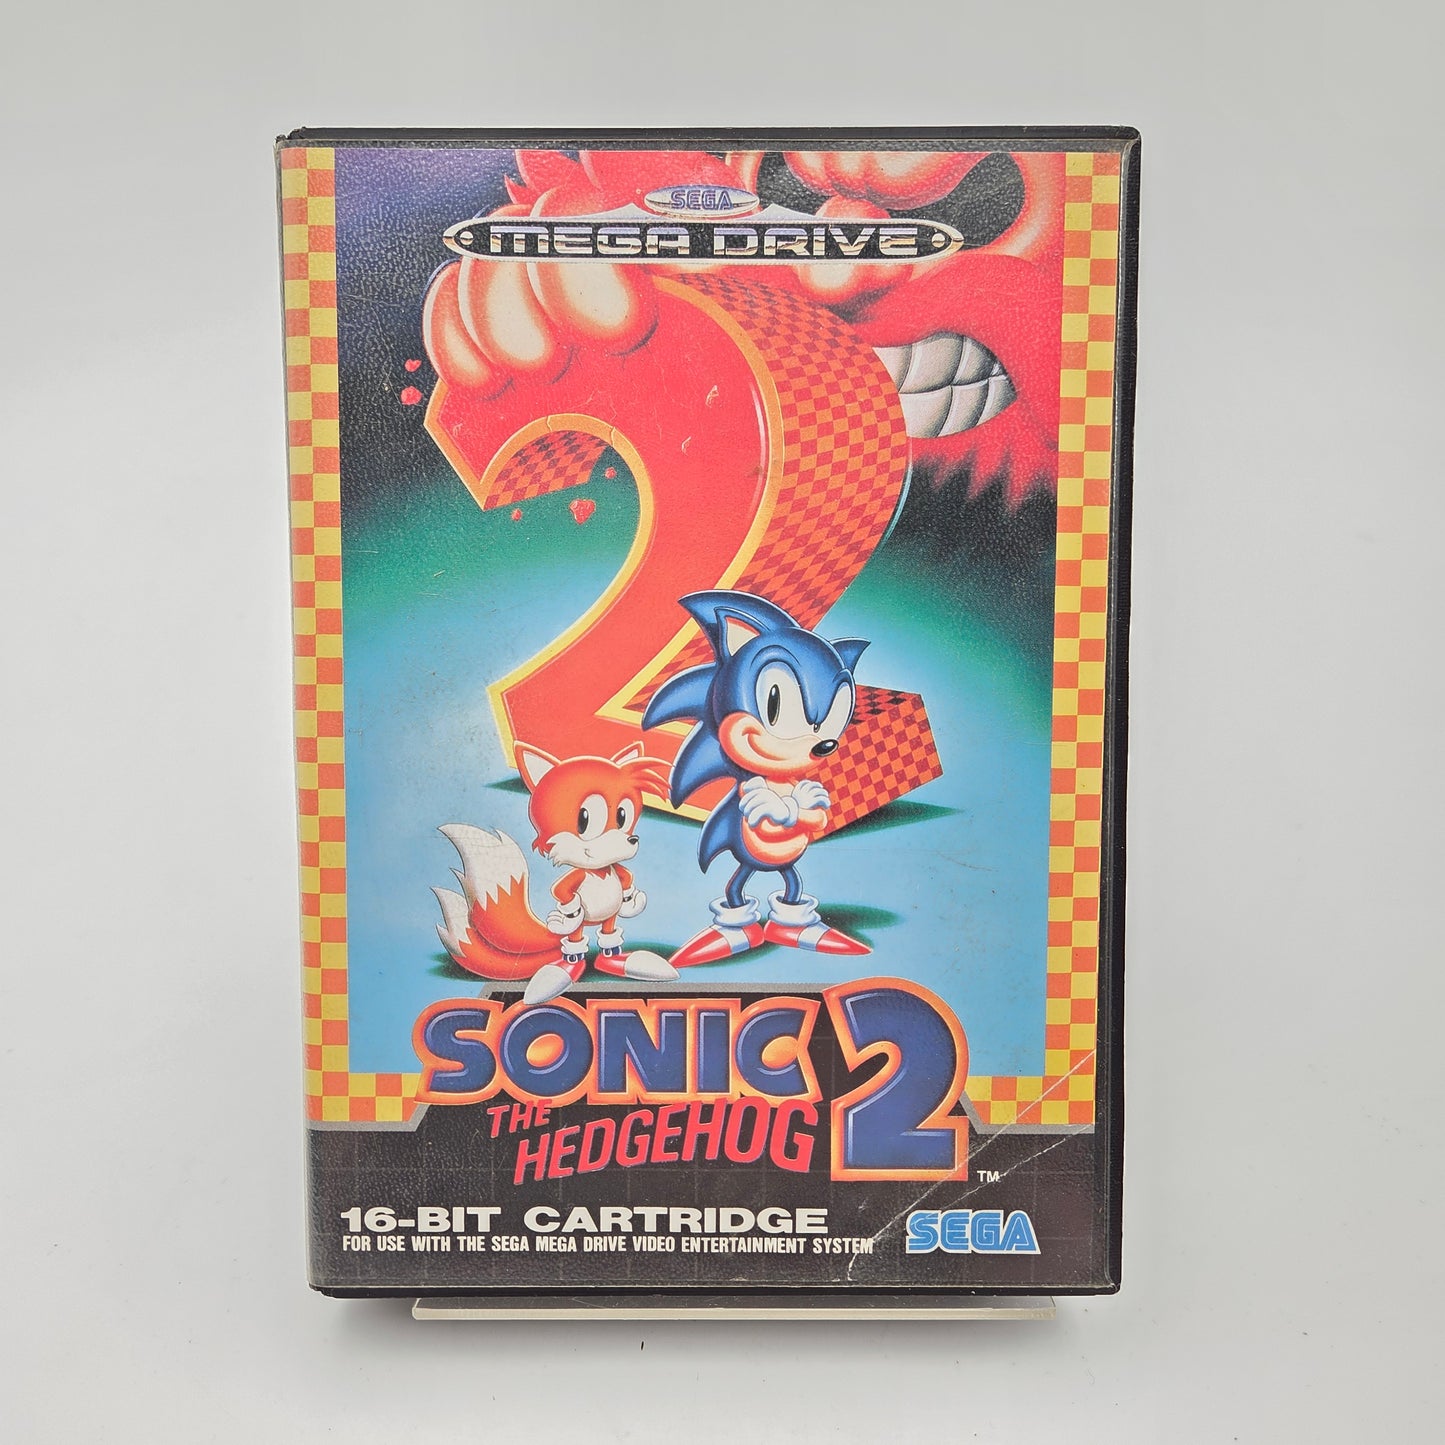 SEGA
MEGA DRIVE
SONIC 2
THE
HEDGEHOG
TM
16-BIT CARTRIDGE
FOR USE WITH THE SEGA MEGA DRIVE VIDEO ENTERTAINMENT SYSTEM
SEGA